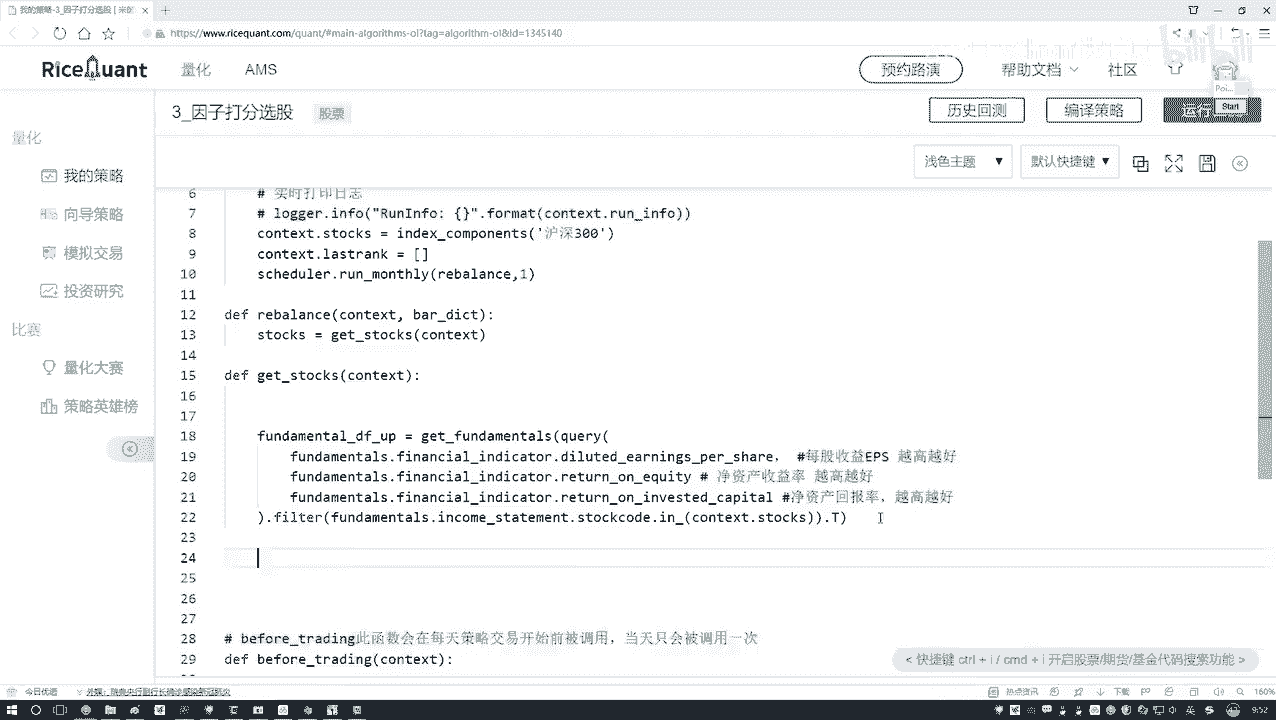 我的策略-3_因子打分选股
https://www.ricequant.com/quant/#main-algorithms-ol?tag=algorithm-ol&id=1345140
RiceQuant 量化 AMS 预约路演 帮助文档 社区
3_因子打分选股 股票 历史回测 编译策略
Start
量化
我的策略
向导策略
模拟交易
投资研究
比赛
量化大赛
策略英雄榜
浅色主题 默认快捷键
6 # 实时打印日志
7 # logger.info("RunInfo: {}".format(context.run_info))
8 context.stocks = index_components('沪深300')
9 context.lastrank = []
10 scheduler.run_monthly(rebalance,1)
11
12 def rebalance(context, bar_dict):
13 stocks = get_stocks(context)
14
15 def get_stocks(context):
16
17
18 fundamental_df_up = get_fundamentals(query(
19 fundamentals.financial_indicator.diluted_earnings_per_share， #每股收益EPS 越高越好
20 fundamentals.financial_indicator.return_on_equity # 净资产收益率 越高越好
21 fundamentals.financial_indicator.return_on_invested_capital #净资产回报率，越高越好
22 ).filter(fundamentals.income_statement.stockcode.in_(context.stocks)).T)
23
24
25
26
27
28 # before_trading此函数会在每天策略交易开始前被调用，当天只会被调用一次
29 def before_trading(context):
< 快捷键 ctrl + i / cmd + i 开启股票/期货/基金代码搜索功能 >
今日优选 热点资讯 下载 160%
英 9:52